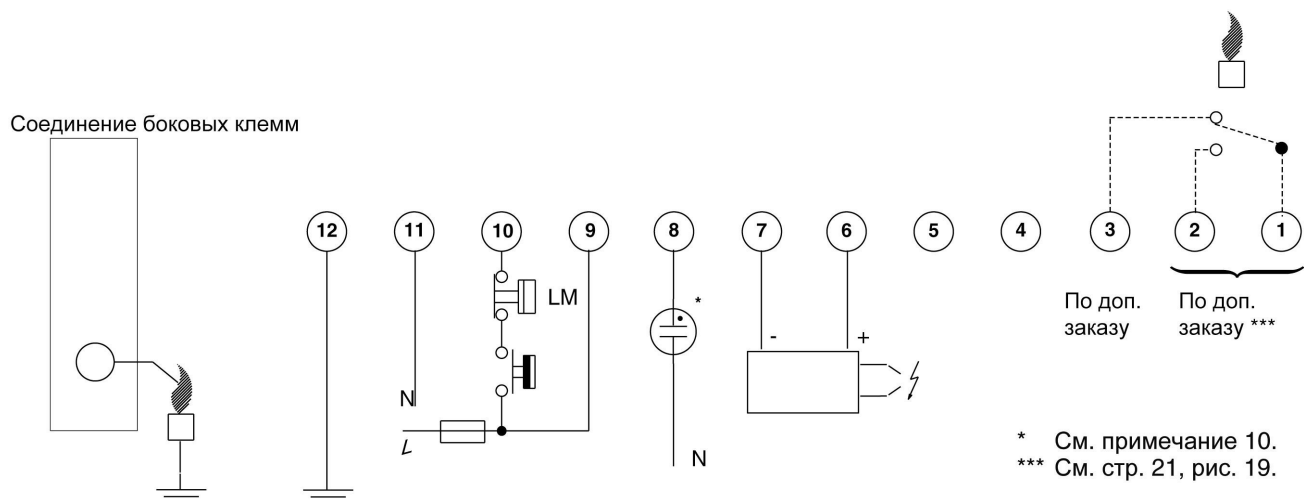 Соединение боковых клемм
12 11 10 9 8 7 6 5 4 3 2 1
LM
*
По доп.
заказу
По доп.
заказу ***
- +
N
L
N
* См. примечание 10.
*** См. стр. 21, рис. 19.